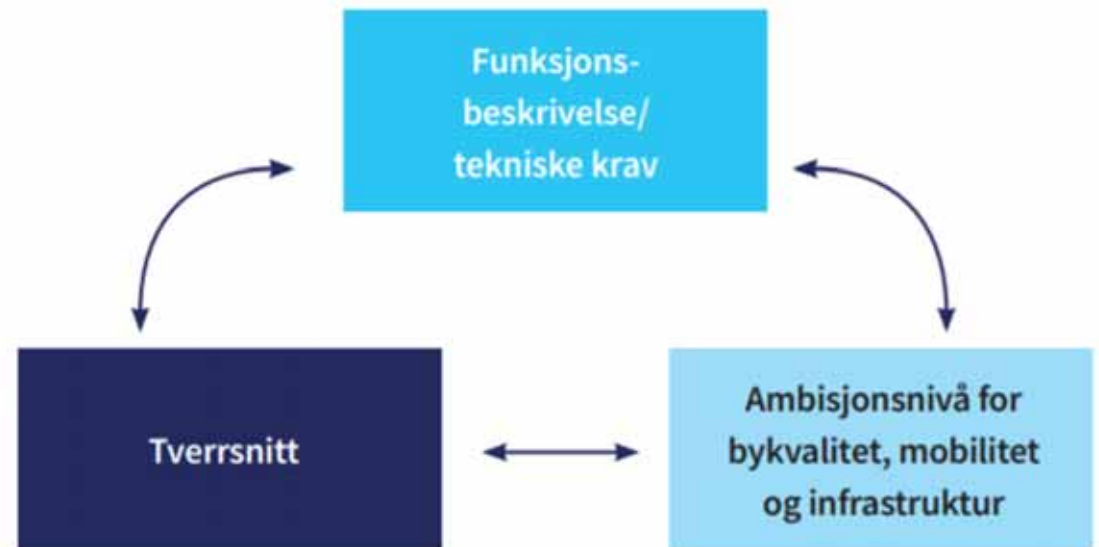 Funksjons-
beskrivelse/
tekniske krav
Tverrsnitt
Ambisjonsnivå for
bykvalitet, mobilitet
og infrastruktur